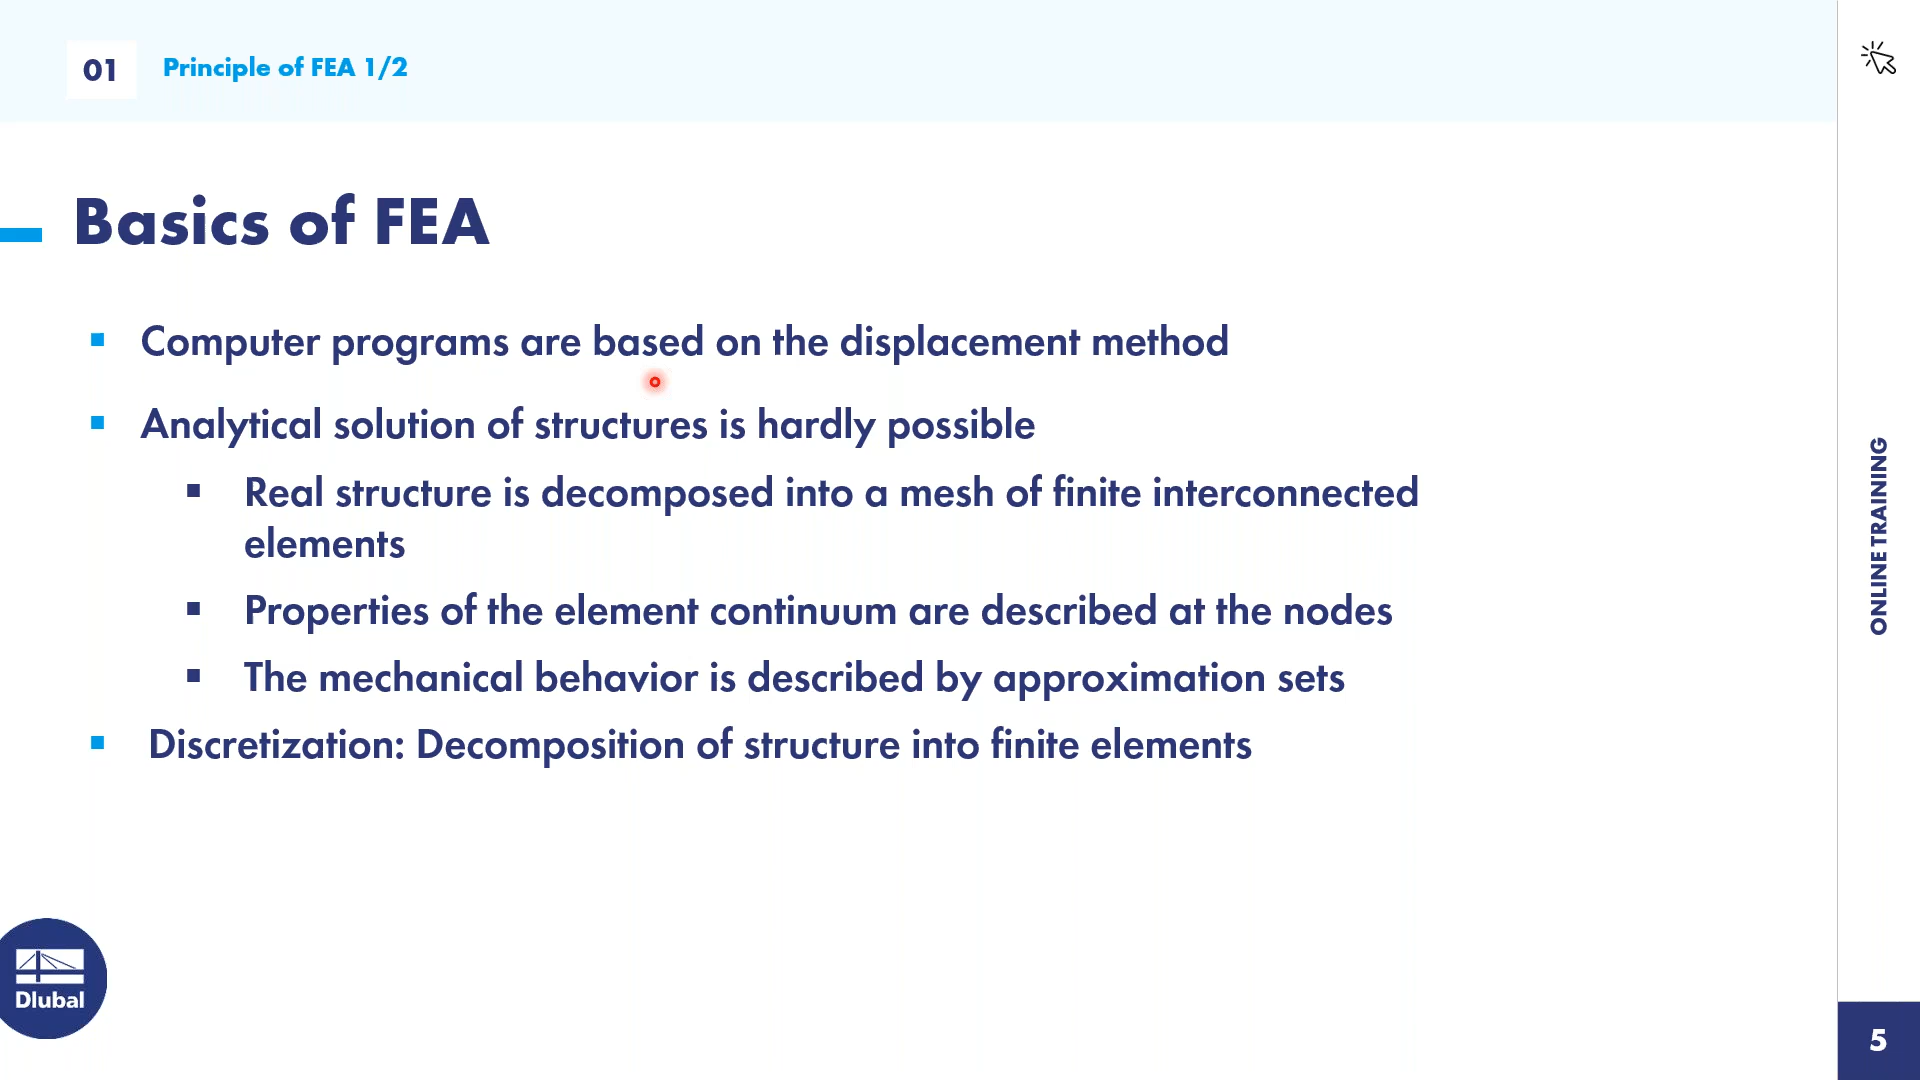 01
Principle of FEA 1/2
Basics of FEA
Computer programs are based on the displacement method
Analytical solution of structures is hardly possible
Real structure is decomposed into a mesh of finite interconnected
elements
Properties of the element continuum are described at the nodes
The mechanical behavior is described by approximation sets
Discretization: Decomposition of structure into finite elements
ONLINE TRAINING
Dlubal
5